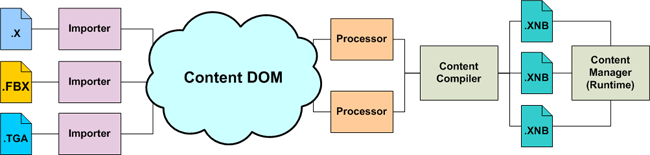 .X
Importer
.FBX
Importer
.TGA
Importer
Content DOM
Processor
Processor
Content
Compiler
.XNB
.XNB
.XNB
Content
Manager
(Runtime)